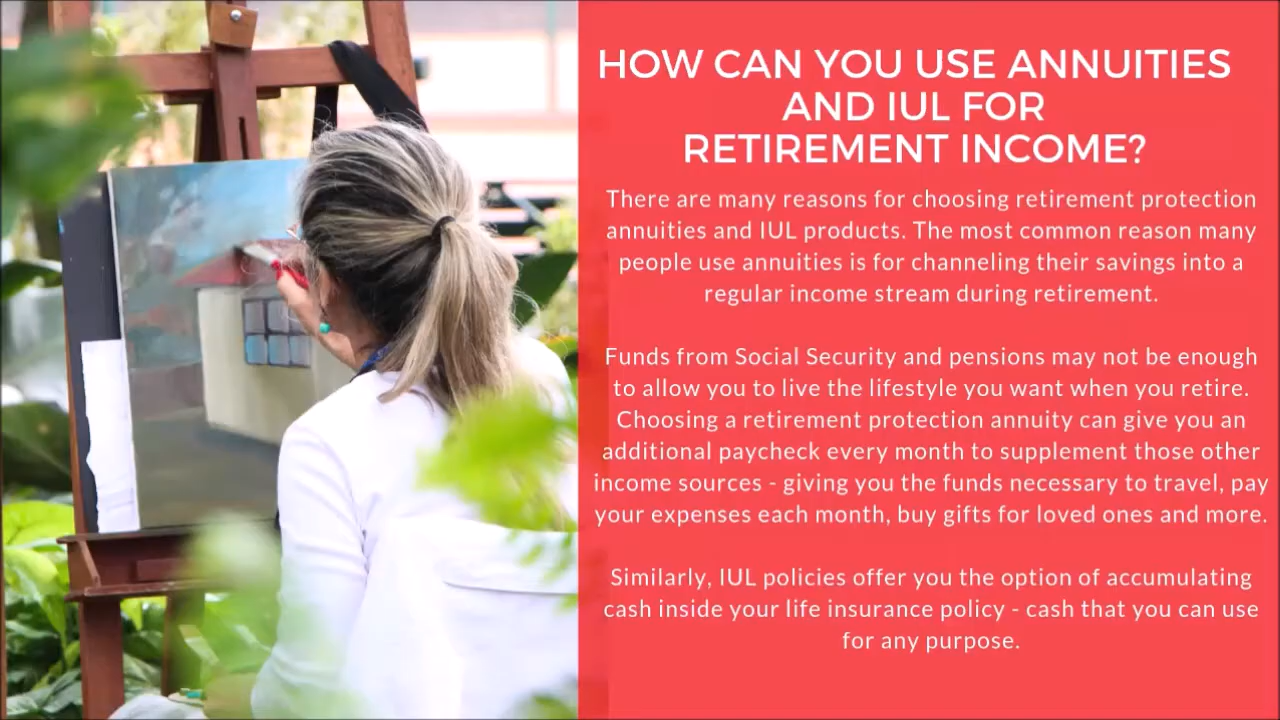 HOW CAN YOU USE ANNUITIES
AND IUL FOR
RETIREMENT INCOME?
There are many reasons for choosing retirement protection
annuities and IUL products. The most common reason many
people use annuities is for channeling their savings into a
regular income stream during retirement.
Funds from Social Security and pensions may not be enough
to allow you to live the lifestyle you want when you retire.
Choosing a retirement protection annuity can give you an
additional paycheck every month to supplement those other
income sources - giving you the funds necessary to travel, pay
your expenses each month, buy gifts for loved ones and more.
Similarly, IUL policies offer you the option of accumulating
cash inside your life insurance policy - cash that you can use
for any purpose.